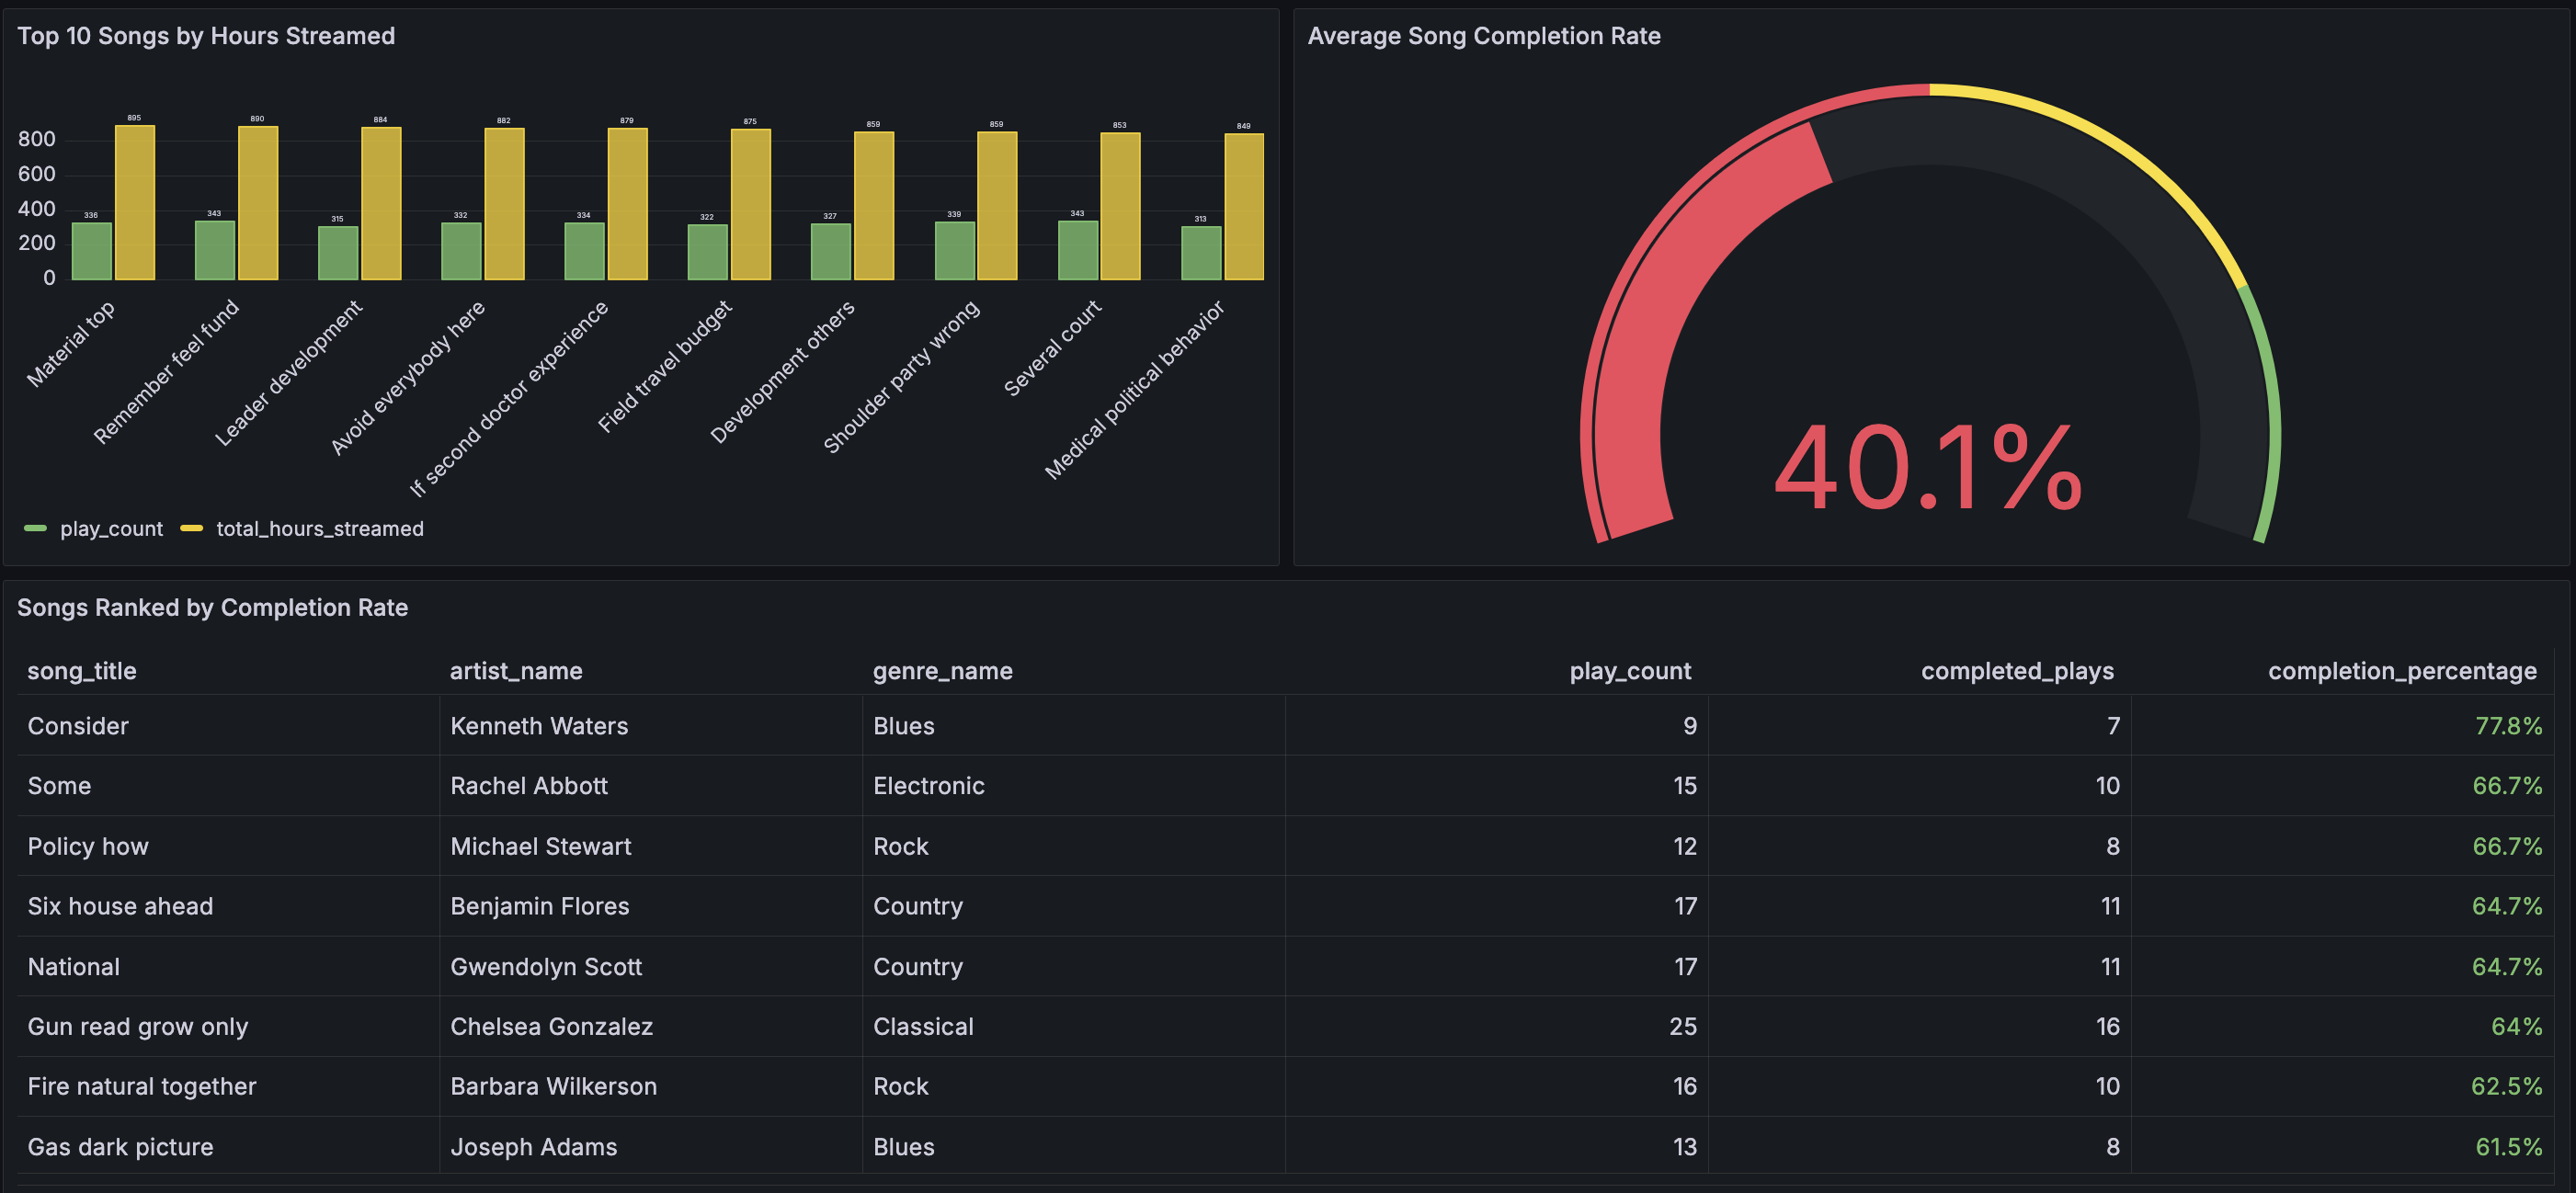 Top 10 Songs by Hours Streamed
800
600
400
200
0
336 895
343 890
315 884
332 882
334 879
322 875
327 859
339 859
343 853
313 849
Material top
Remember feel fund
Leader development
Avoid everybody here
If second doctor experience
Field travel budget
Development others
Shoulder party wrong
Several court
Medical political behavior
play_count total_hours_streamed
Average Song Completion Rate
40.1%
Songs Ranked by Completion Rate
song_title artist_name genre_name play_count completed_plays completion_percentage
Consider Kenneth Waters Blues 9 7 77.8%
Some Rachel Abbott Electronic 15 10 66.7%
Policy how Michael Stewart Rock 12 8 66.7%
Six house ahead Benjamin Flores Country 17 11 64.7%
National Gwendolyn Scott Country 17 11 64.7%
Gun read grow only Chelsea Gonzalez Classical 25 16 64%
Fire natural together Barbara Wilkerson Rock 16 10 62.5%
Gas dark picture Joseph Adams Blues 13 8 61.5%